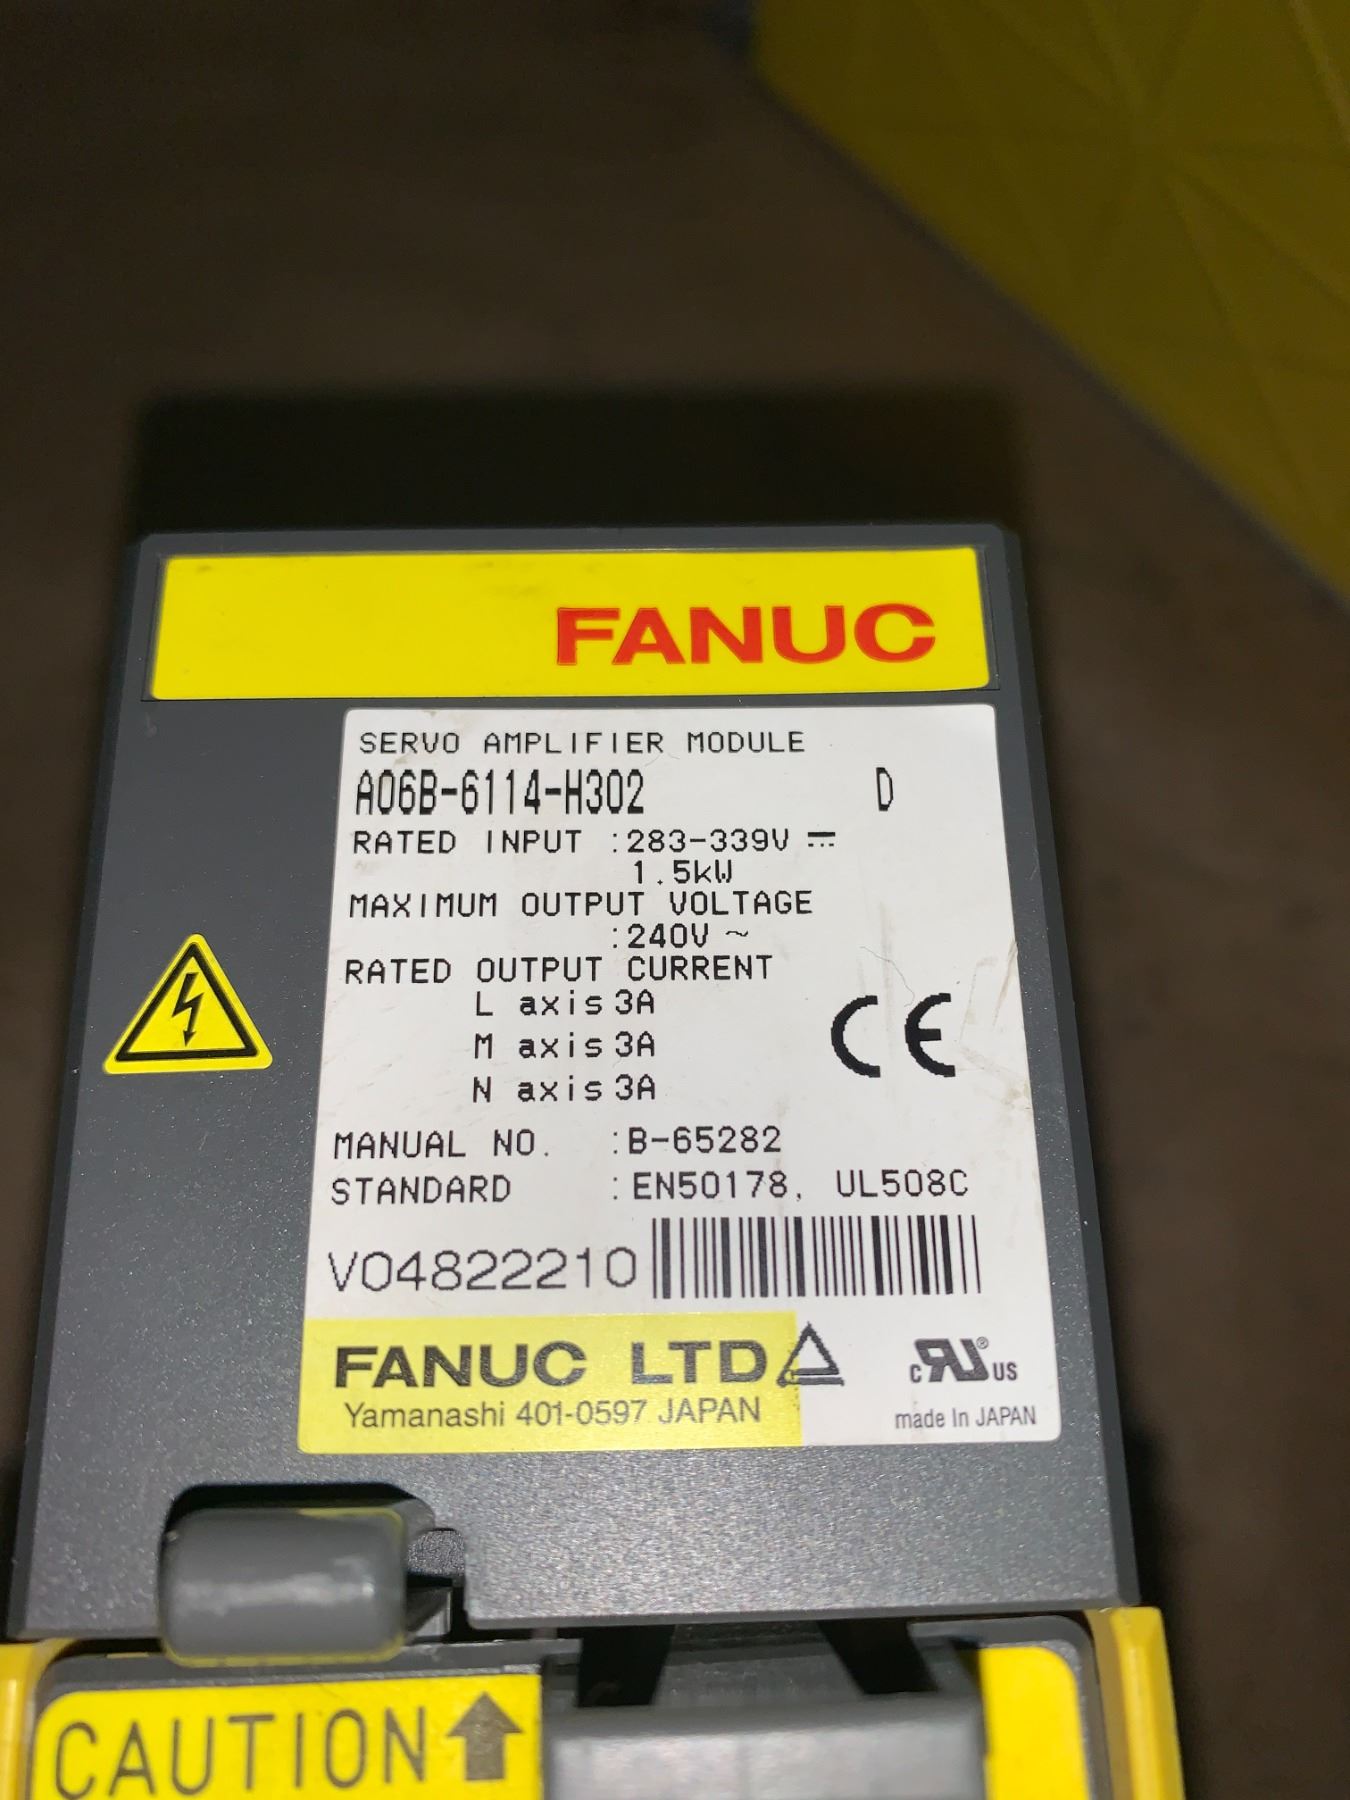 FANUC
SERVO AMPLIFIER MODULE
A06B-6114-H302 D
RATED INPUT :283-339V ⎓
1.5kW
MAXIMUM OUTPUT VOLTAGE
:240V ~
RATED OUTPUT CURRENT
L axis 3A
M axis 3A
N axis 3A
CE
MANUAL NO. :B-65282
STANDARD :EN50178, UL508C
V04822210
FANUC LTD
Yamanashi 401-0597 JAPAN
c RU ® US
made In JAPAN
CAUTION